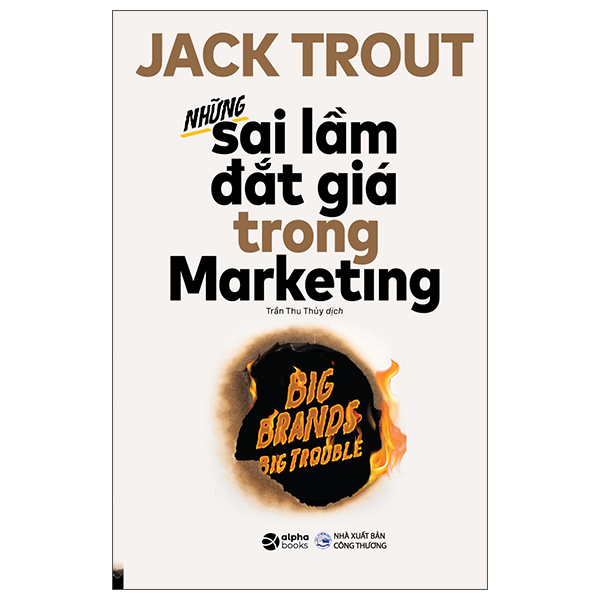 JACK TROUT
NHỮNG
sai lầm
đắt giá
trong
Marketing
Trần Thu Thủy dịch
BIG
BRANDS
BIG TROUBLE
alpha
books
NHÀ XUẤT BẢN
CÔNG THƯƠNG